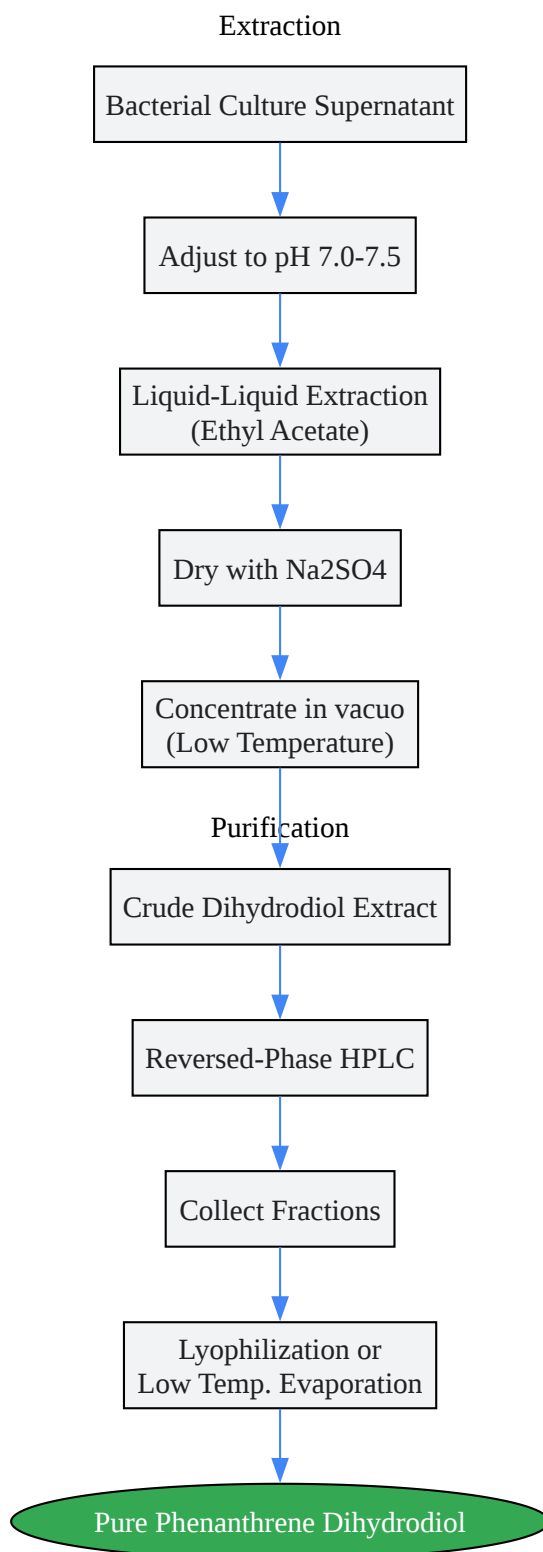 Extraction
Bacterial Culture Supernatant
Adjust to pH 7.0-7.5
Liquid-Liquid Extraction
(Ethyl Acetate)
Dry with Na2SO4
Concentrate in vacuo
(Low Temperature)
Purification
Crude Dihydrodiol Extract
Reversed-Phase HPLC
Collect Fractions
Lyophilization or
Low Temp. Evaporation
Pure Phenanthrene Dihydrodiol